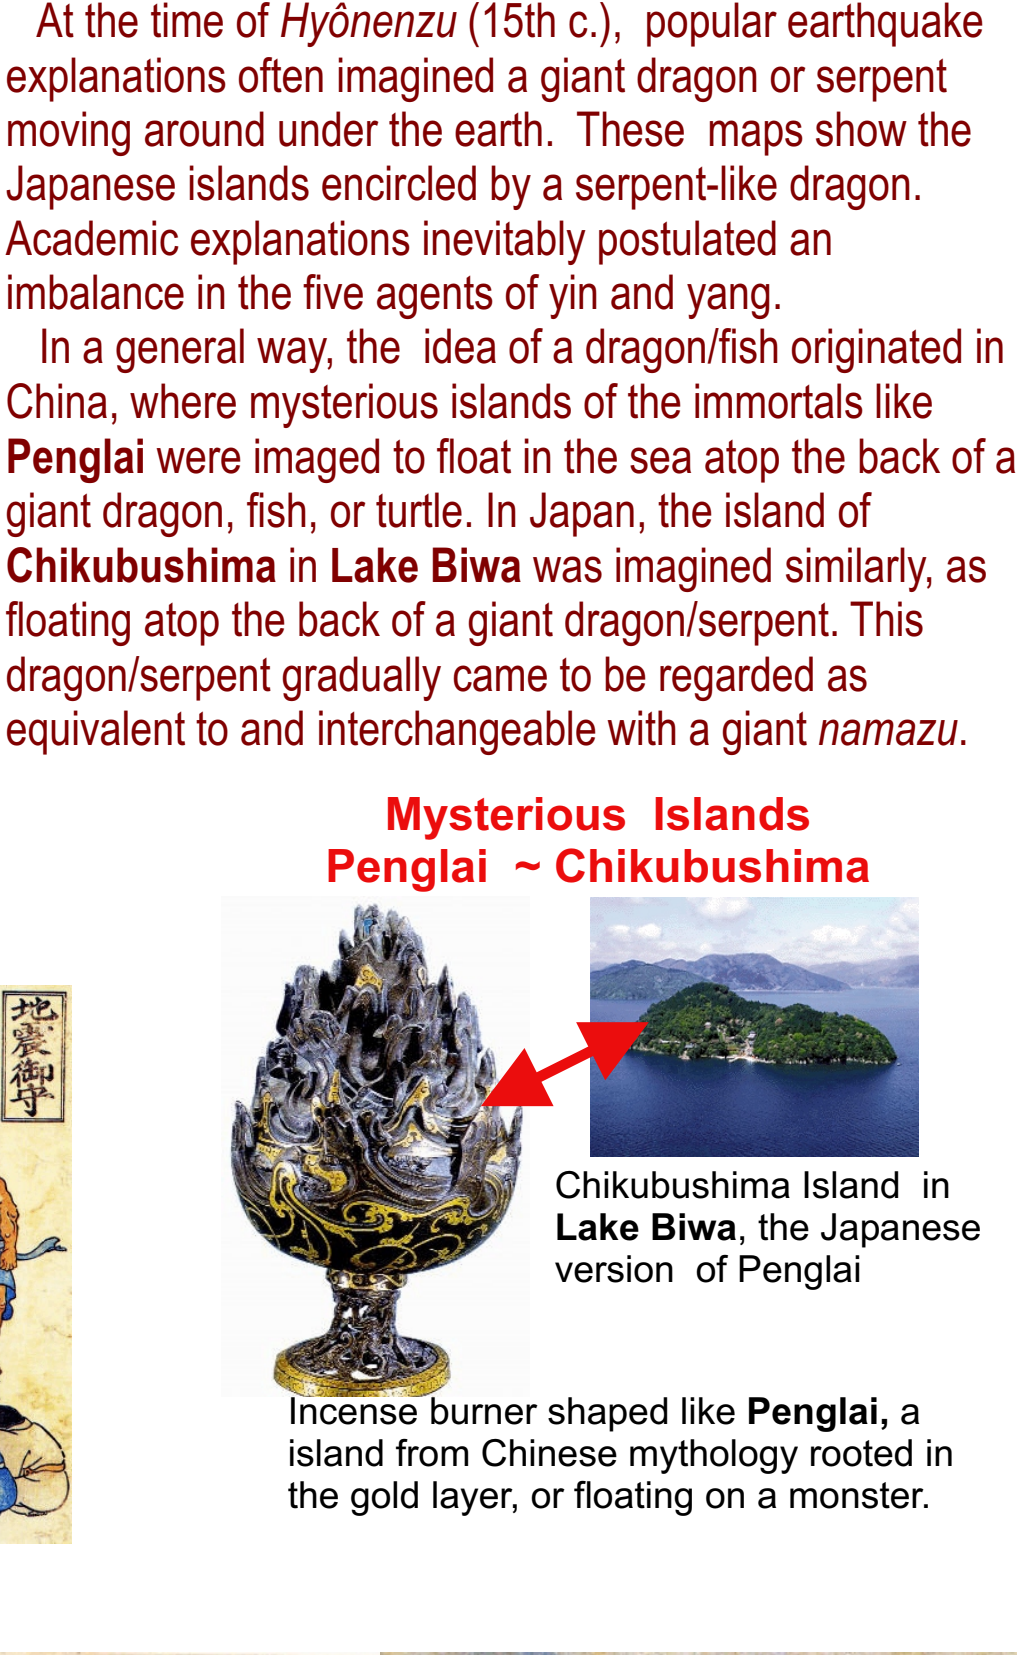 At the time of Hyônenzu (15th c.), popular earthquake
explanations often imagined a giant dragon or serpent
moving around under the earth. These maps show the
Japanese islands encircled by a serpent-like dragon.
Academic explanations inevitably postulated an
imbalance in the five agents of yin and yang.
In a general way, the idea of a dragon/fish originated in
China, where mysterious islands of the immortals like
Penglai were imaged to float in the sea atop the back of a
giant dragon, fish, or turtle. In Japan, the island of
Chikubushima in Lake Biwa was imagined similarly, as
floating atop the back of a giant dragon/serpent. This
dragon/serpent gradually came to be regarded as
equivalent to and interchangeable with a giant namazu.
Mysterious Islands
Penglai ~ Chikubushima
地震御守
Chikubushima Island in
Lake Biwa, the Japanese
version of Penglai
Incense burner shaped like Penglai, a
island from Chinese mythology rooted in
the gold layer, or floating on a monster.